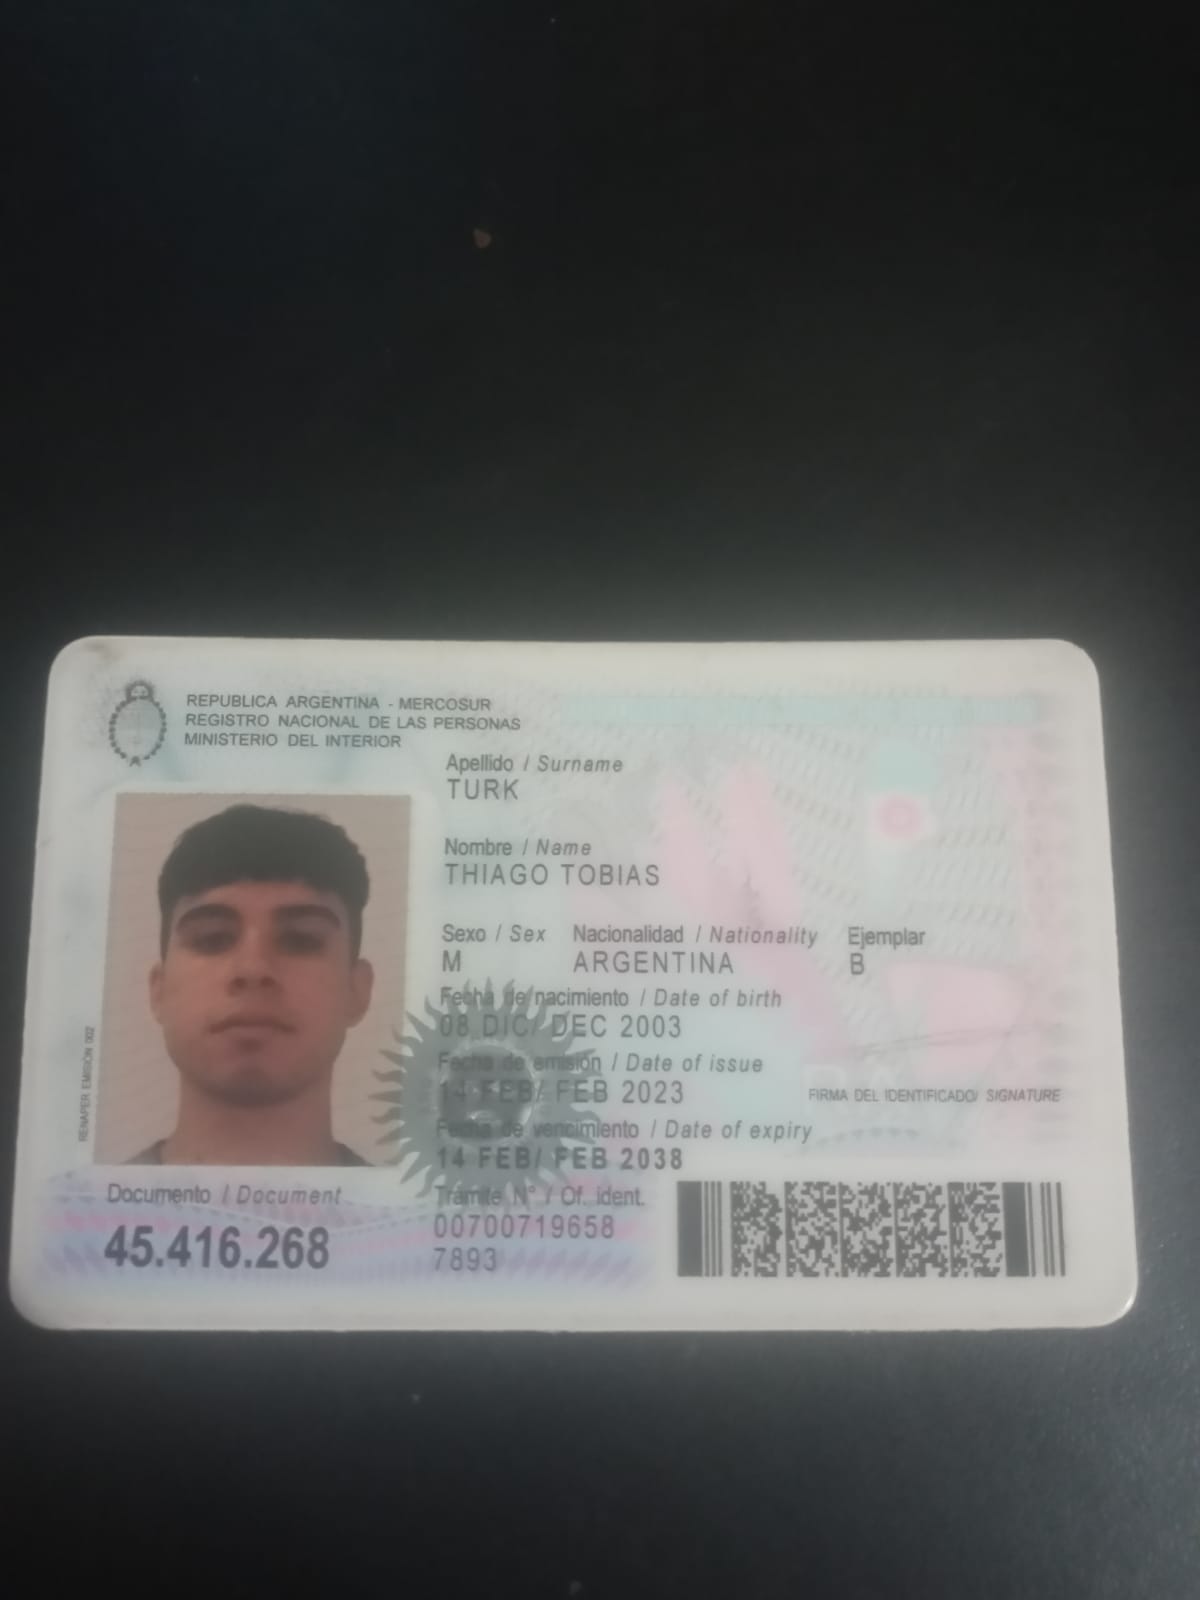 REPUBLICA ARGENTINA - MERCOSUR
REGISTRO NACIONAL DE LAS PERSONAS
MINISTERIO DEL INTERIOR
Apellido / Surname
TURK
Nombre / Name
THIAGO TOBIAS
Sexo / Sex Nacionalidad / Nationality Ejemplar
M ARGENTINA B
Fecha de nacimiento / Date of birth
08 DIC/ DEC 2003
Fecha de emisión / Date of issue
14 FEB/ FEB 2023
FIRMA DEL IDENTIFICADO/ SIGNATURE
Fecha de vencimiento / Date of expiry
14 FEB/ FEB 2038
RENAPER EMISIÓN 002
Documento / Document
45.416.268
Trámite N° / Of. ident.
00700719658
7893